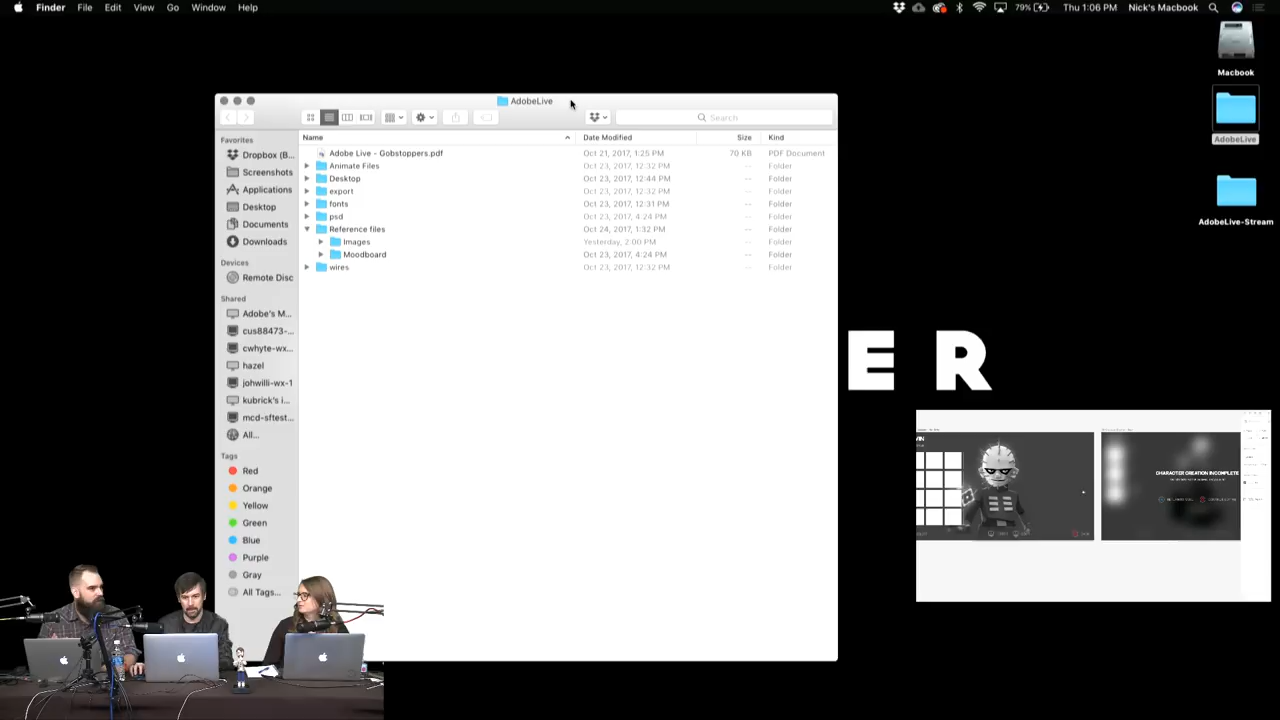 Finder File Edit View Go Window Help 79% Thu 1:06 PM Nick's Macbook
Macbook
AdobeLive
AdobeLive-Stream
AdobeLive
Search
Favorites
Dropbox (B...
Screenshots
Applications
Desktop
Documents
Downloads
Devices
Remote Disc
Shared
Adobe's M...
cus88473-...
cwhyte-wx...
hazel
johwilli-wx-1
kubrick's i...
mcd-sftest...
All...
Tags
Red
Orange
Yellow
Green
Blue
Purple
Gray
All Tags...
Name Date Modified Size Kind
Adobe Live - Gobstoppers.pdf Oct 21, 2017, 1:25 PM 70 KB PDF Document
Animate Files Oct 23, 2017, 12:32 PM -- Folder
Desktop Oct 23, 2017, 12:44 PM -- Folder
export Oct 23, 2017, 12:32 PM -- Folder
fonts Oct 23, 2017, 12:31 PM -- Folder
psd Oct 23, 2017, 4:24 PM -- Folder
Reference files Oct 24, 2017, 1:32 PM -- Folder
Images Yesterday, 2:00 PM -- Folder
Moodboard Oct 23, 2017, 4:24 PM -- Folder
wires Oct 23, 2017, 12:32 PM -- Folder
E R
CHARACTER CREATION INCOMPLETE